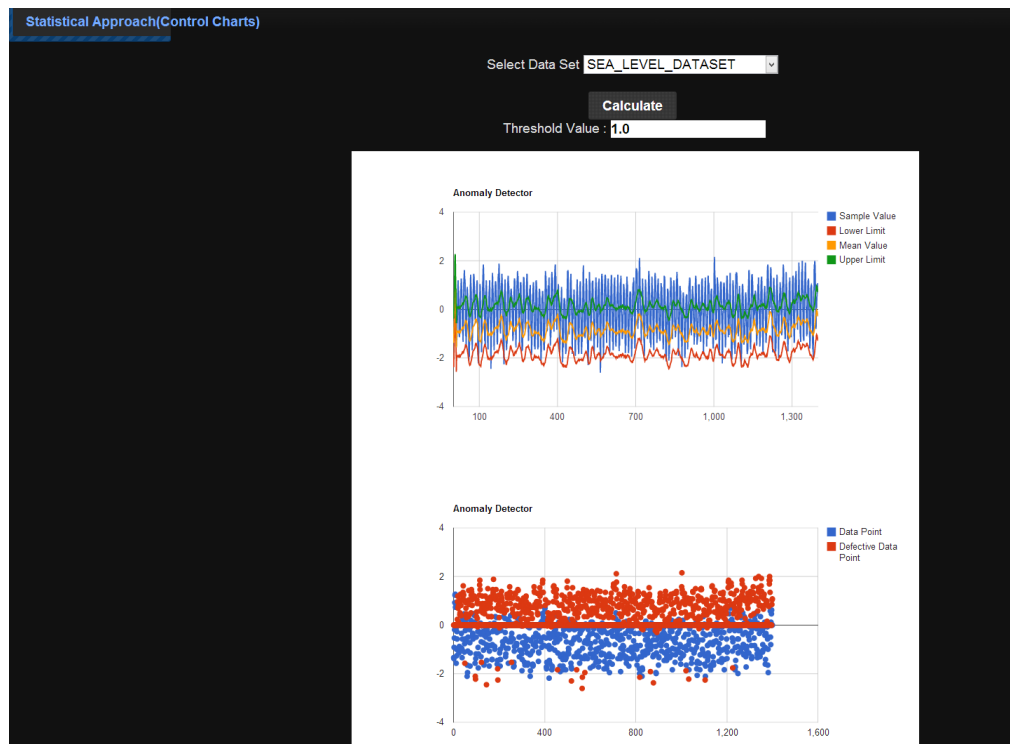 Statistical Approach(Control Charts)
Select Data Set SEA_LEVEL_DATASET
Calculate
Threshold Value : 1.0
Anomaly Detector
4
2
0
-2
-4
100 400 700 1,000 1,300
Sample Value
Lower Limit
Mean Value
Upper Limit
Anomaly Detector
4
2
0
-2
-4
0 400 800 1,200 1,600
Data Point
Defective Data
Point